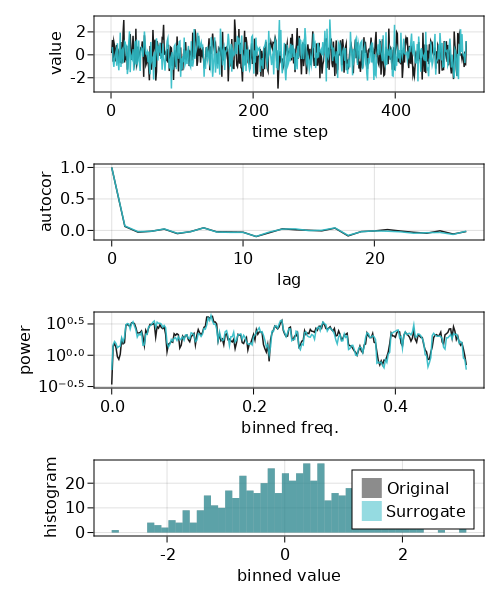 value
2
0
-2
0
200
400
time step
autocor
1.0
0.5
0.0
0
10
20
lag
power
10^0.5
10^0.0
10^-0.5
0.0
0.2
0.4
binned freq.
histogram
20
10
0
Original
Surrogate
-2
0
2
binned value